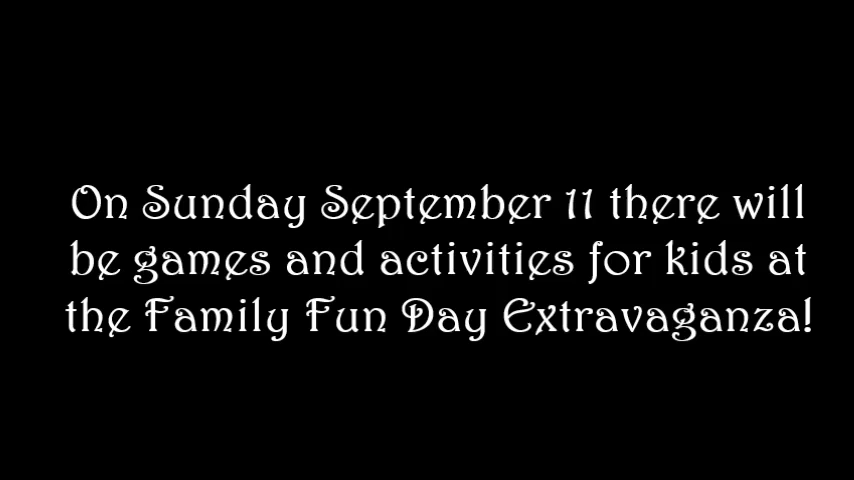 On Sunday September 11 there will
be games and activities for kids at
the Family Fun Day Extravaganza!